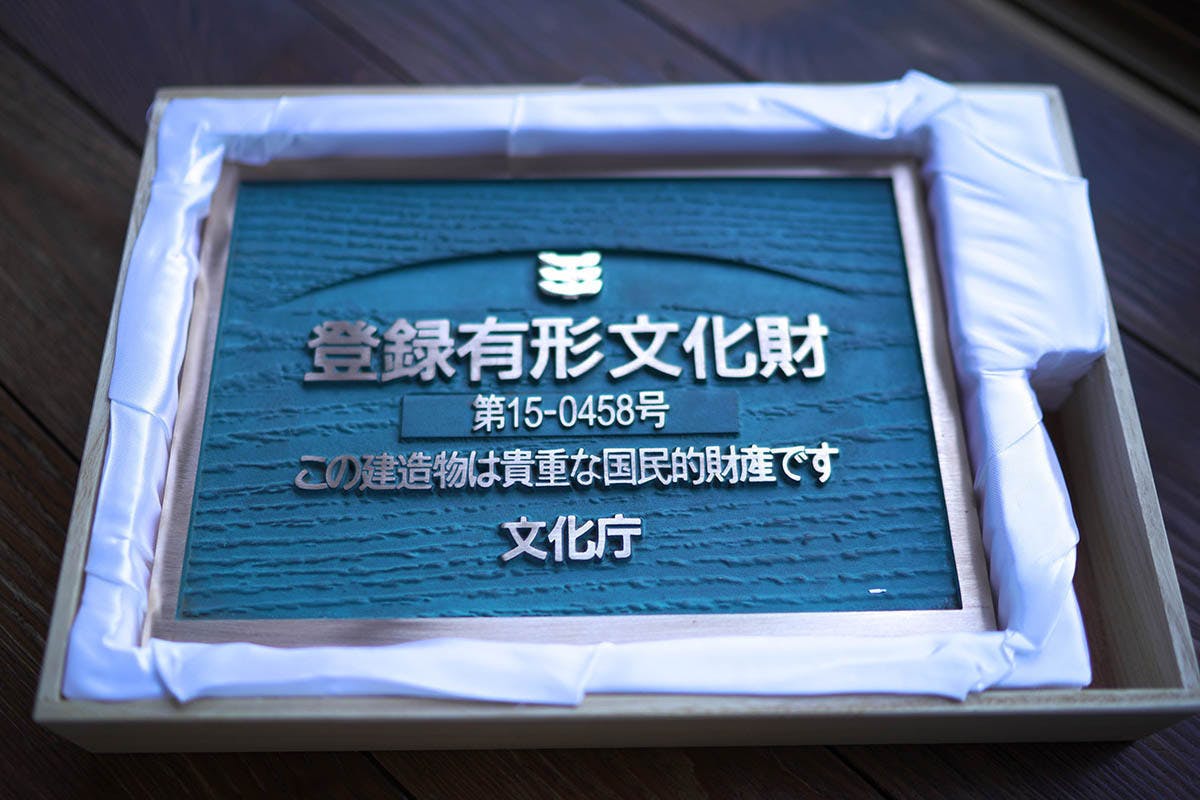 登録有形文化財
第15-0458号
この建造物は貴重な国民的財産です
文化庁